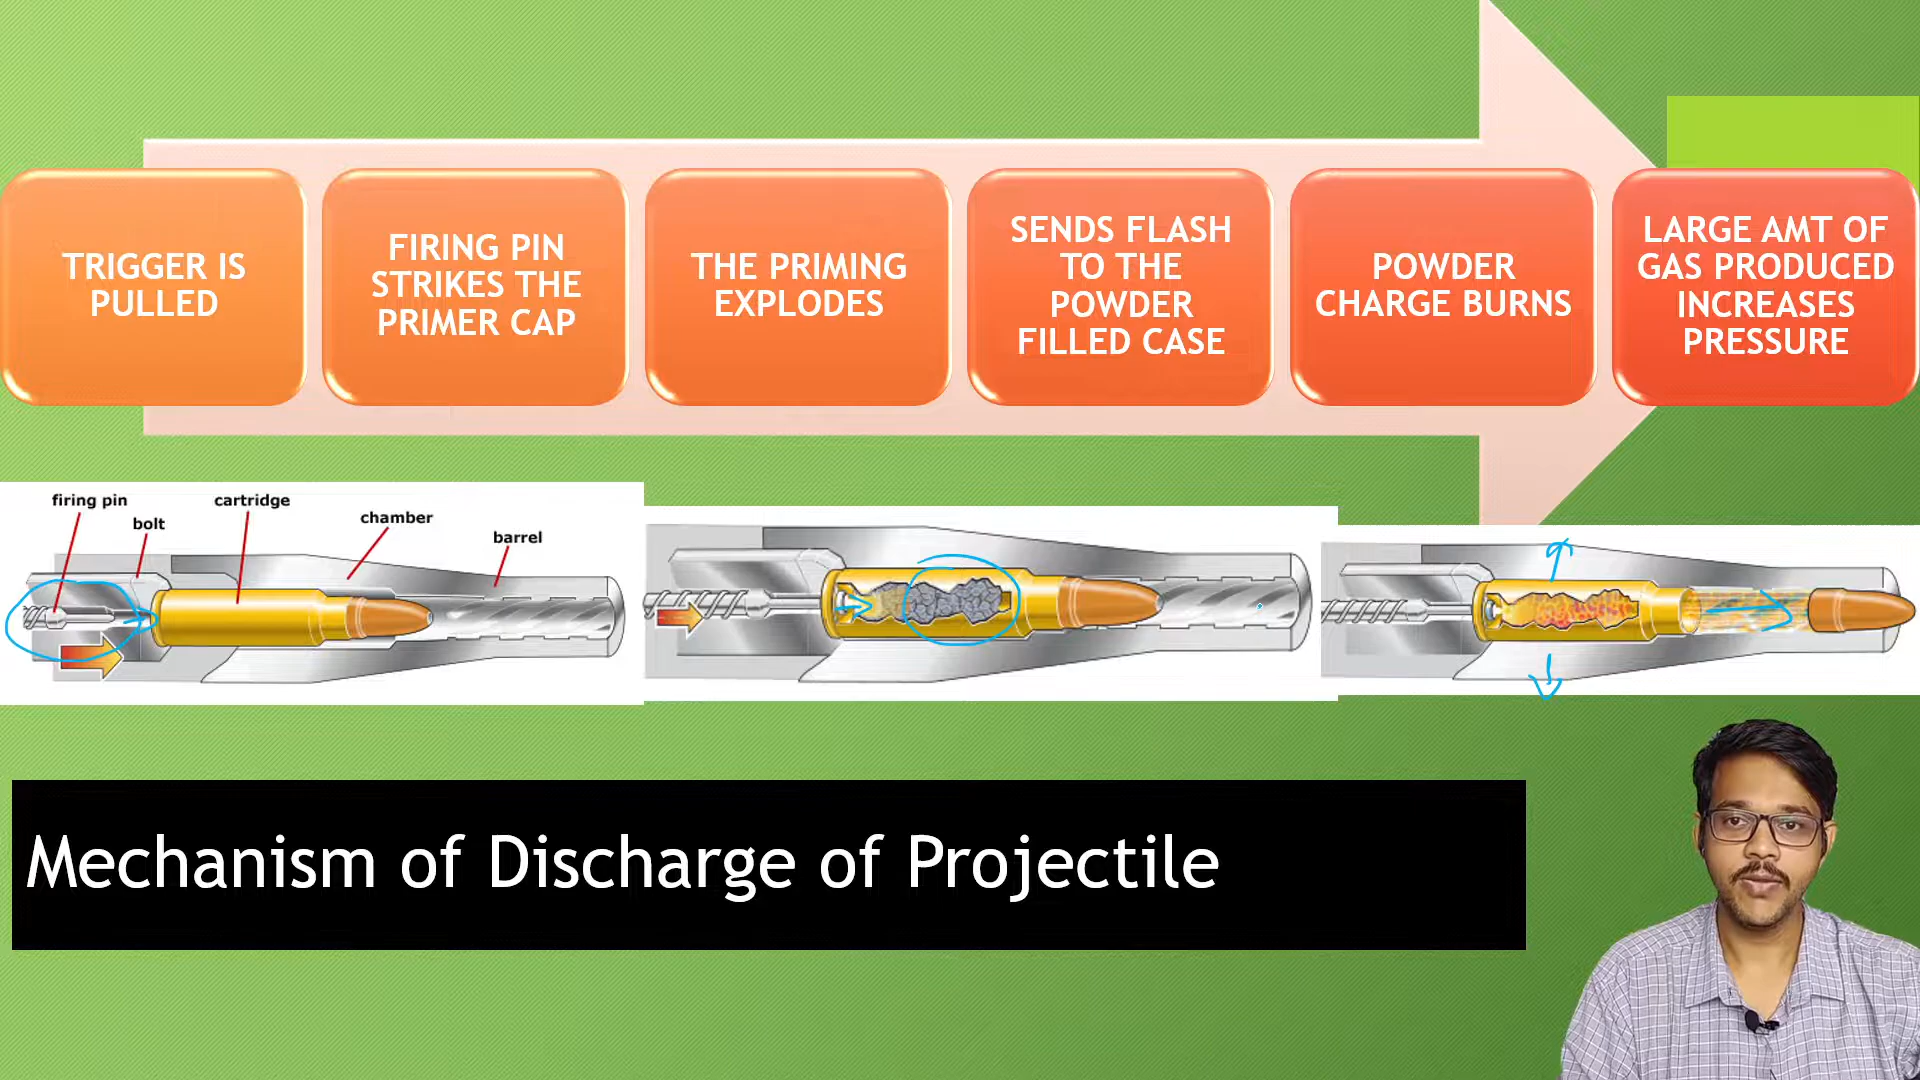 TRIGGER IS
PULLED
FIRING PIN
STRIKES THE
PRIMER CAP
THE PRIMING
EXPLODES
SENDS FLASH
TO THE
POWDER
FILLED CASE
POWDER
CHARGE BURNS
LARGE AMT OF
GAS PRODUCED
INCREASES
PRESSURE
firing pin
bolt
cartridge
chamber
barrel
Mechanism of Discharge of Projectile